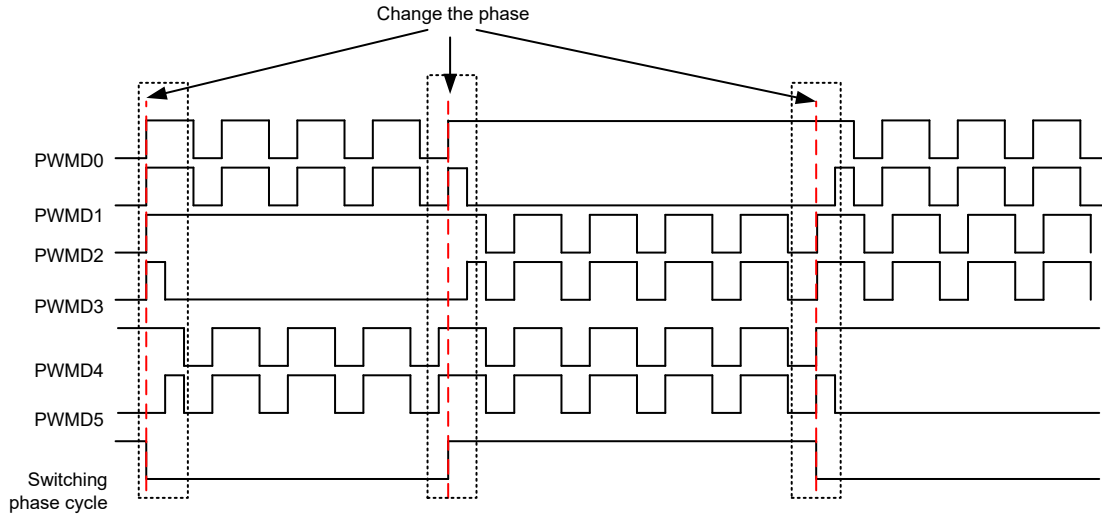 Change the phase
PWMD0
PWMD1
PWMD2
PWMD3
PWMD4
PWMD5
Switching
phase cycle